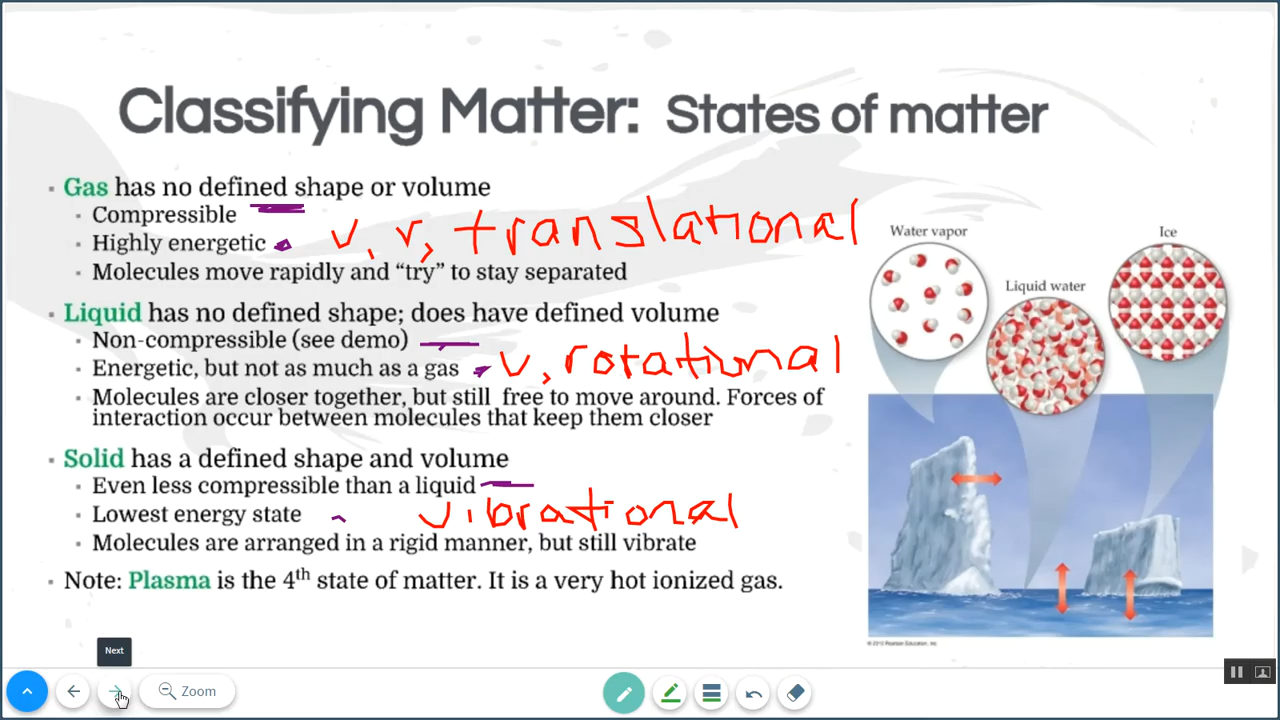 Classifying Matter: States of matter
▪ Gas has no defined shape or volume
▪ Compressible
▪ Highly energetic
v, r, translational
▪ Molecules move rapidly and “try” to stay separated
▪ Liquid has no defined shape; does have defined volume
▪ Non-compressible (see demo)
▪ Energetic, but not as much as a gas
v, rotational
▪ Molecules are closer together, but still free to move around. Forces of
interaction occur between molecules that keep them closer
▪ Solid has a defined shape and volume
▪ Even less compressible than a liquid
▪ Lowest energy state
vibrational
▪ Molecules are arranged in a rigid manner, but still vibrate
▪ Note: Plasma is the 4th state of matter. It is a very hot ionized gas.
Water vapor
Liquid water
Ice
© 2012 Pearson Education, Inc.
Next
Zoom